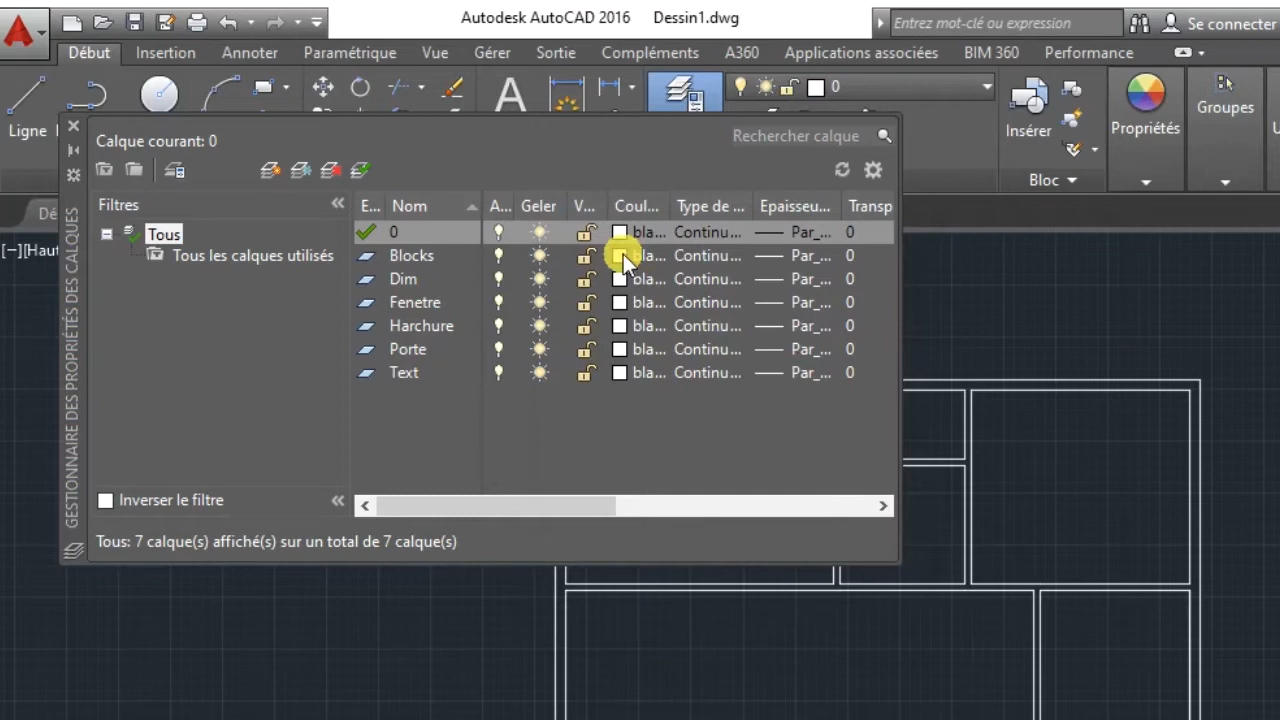 Autodesk AutoCAD 2016 Dessin1.dwg
Entrez mot-clé ou expression
Se connecter
Début Insertion Annoter Paramétrique Vue Gérer Sortie Compléments A360 Applications associées BIM 360 Performance
A
0
Ligne
Insérer
Propriétés
Groupes
Bloc
Calque courant: 0
Rechercher calque
Filtres
E... Nom A... Geler V... Coul... Type de ... Epaisseu... Transp
Tous
Tous les calques utilisés
0 bla... Continu... Par_... 0
Blocks bla... Continu... Par_... 0
Dim bla... Continu... Par_... 0
Fenetre bla... Continu... Par_... 0
Harchure bla... Continu... Par_... 0
Porte bla... Continu... Par_... 0
Text bla... Continu... Par_... 0
Inverser le filtre
Tous: 7 calque(s) affiché(s) sur un total de 7 calque(s)
GESTIONNAIRE DES PROPRIÉTÉS DES CALQUES
[−][Haut